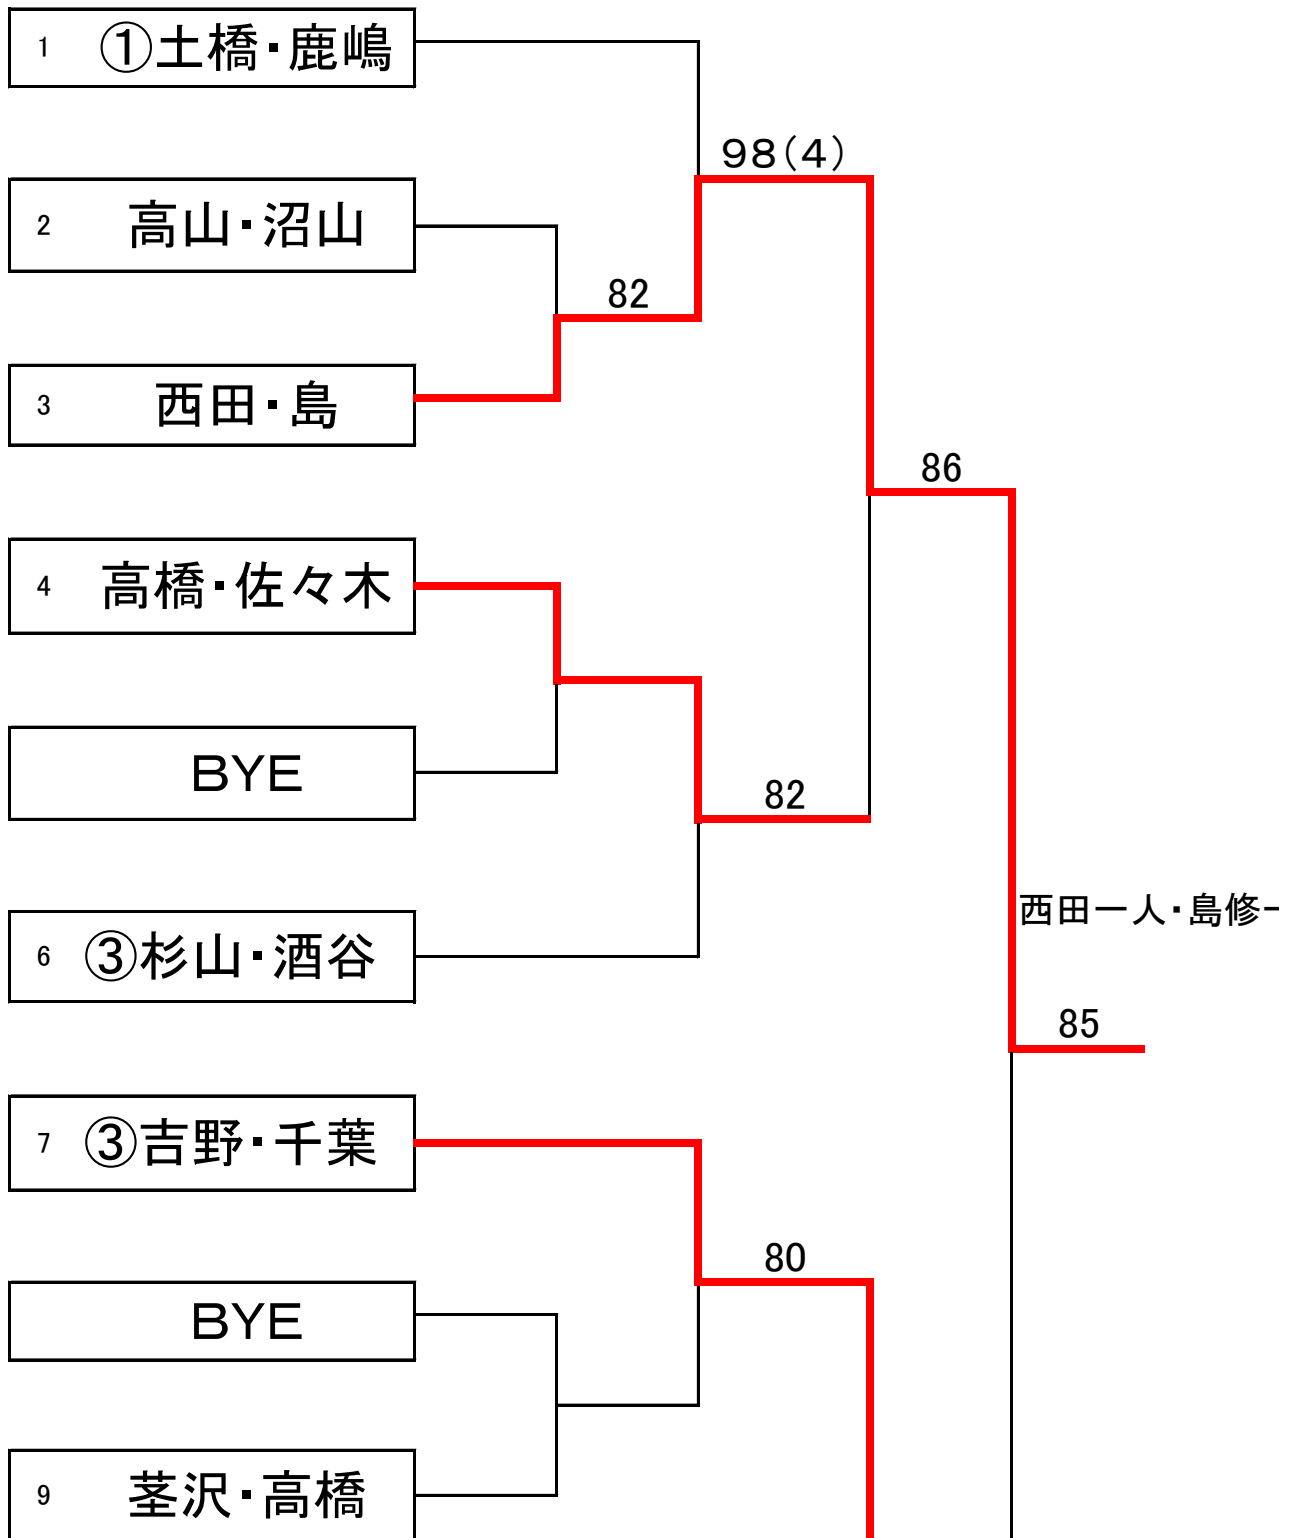 1 ①土橋・鹿嶋
98(4)
2 高山・沼山
82
3 西田・島
86
4 高橋・佐々木
BYE
82
6 ③杉山・酒谷
西田一人・島修一
85
7 ③吉野・千葉
80
BYE
9 茎沢・高橋